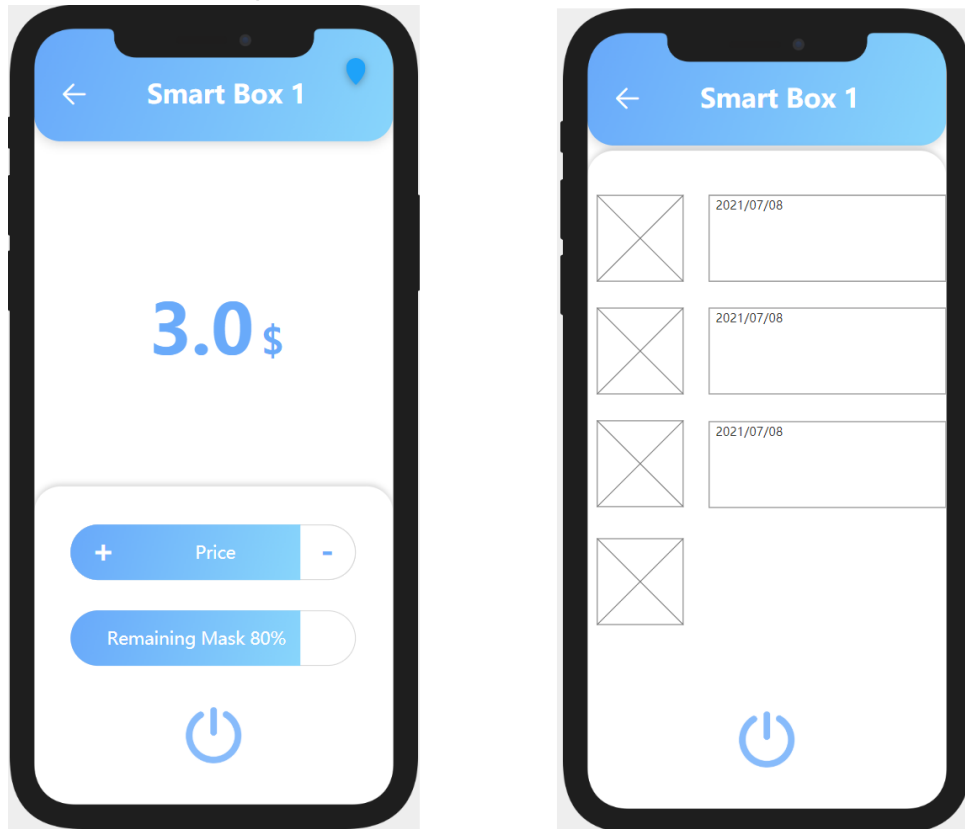 Smart Box 1
3.0 $
+ Price -
Remaining Mask 80%
Smart Box 1
2021/07/08
2021/07/08
2021/07/08